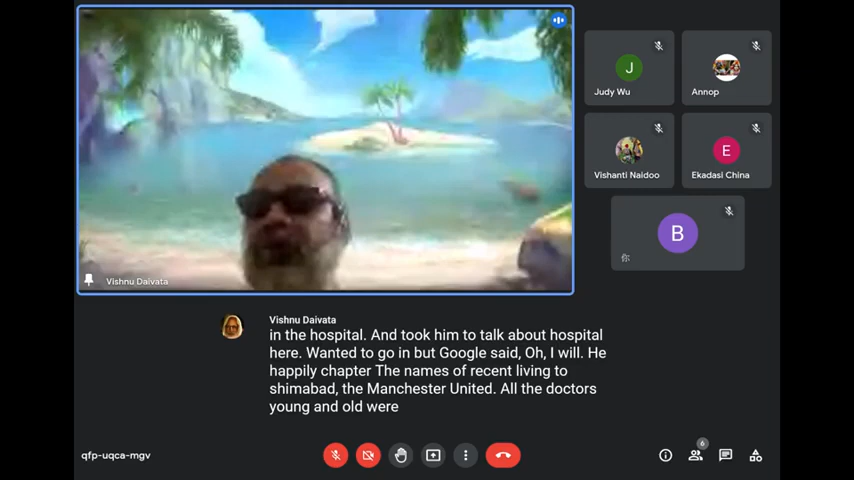 Vishnu Daivata
J
Judy Wu
Annop
Vishanti Naidoo
E
Ekadasi China
B
你
Vishnu Daivata
in the hospital. And took him to talk about hospital
here. Wanted to go in but Google said, Oh, I will. He
happily chapter The names of recent living to
shimabad, the Manchester United. All the doctors
young and old were
qfp-uqca-mgv
6